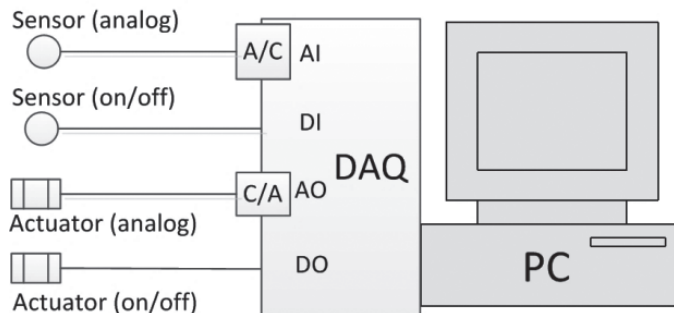 Sensor (analog)
A/C AI
Sensor (on/off)
DI
DAQ
C/A AO
Actuator (analog)
DO
PC
Actuator (on/off)